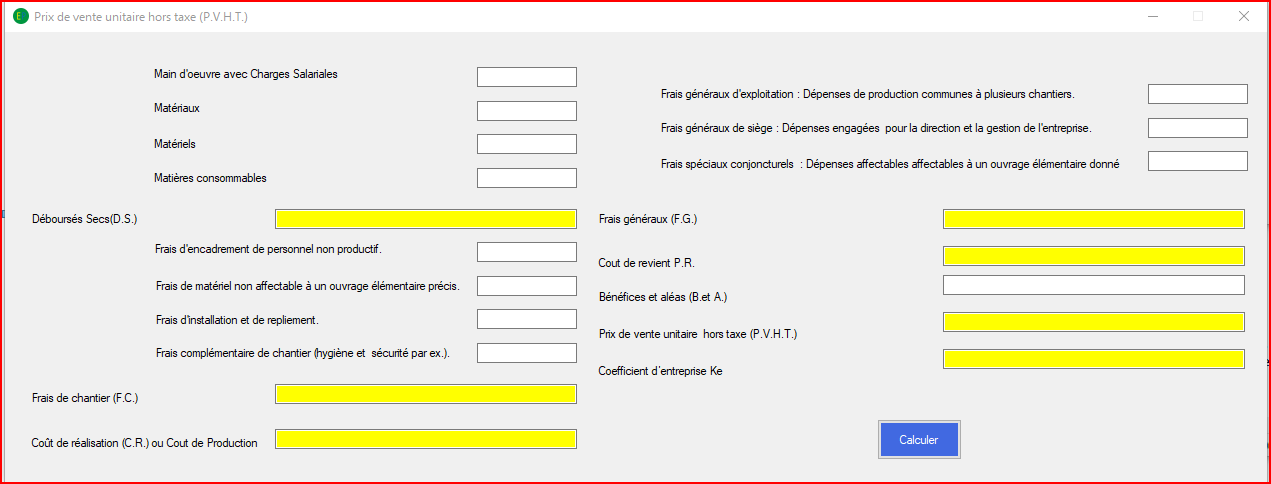 Prix de vente unitaire hors taxe (P.V.H.T.)
Main d'oeuvre avec Charges Salariales
Matériaux
Matériels
Matières consommables
Déboursés Secs(D.S.)
Frais d'encadrement de personnel non productif.
Frais de matériel non affectable à un ouvrage élémentaire précis.
Frais d'installation et de repliement.
Frais complémentaire de chantier (hygiène et  sécurité par ex.).
Frais de chantier (F.C.)
Coût de réalisation (C.R.) ou Cout de Production
Frais généraux d'exploitation : Dépenses de production communes à plusieurs chantiers.
Frais généraux de siège : Dépenses engagées  pour la direction et la gestion de l'entreprise.
Frais spéciaux conjoncturels  : Dépenses affectables affectables à un ouvrage élémentaire donné
Frais généraux (F.G.)
Cout de revient P.R.
Bénéfices et aléas (B.et A.)
Prix de vente unitaire  hors taxe (P.V.H.T.)
Coefficient d'entreprise Ke
Calculer